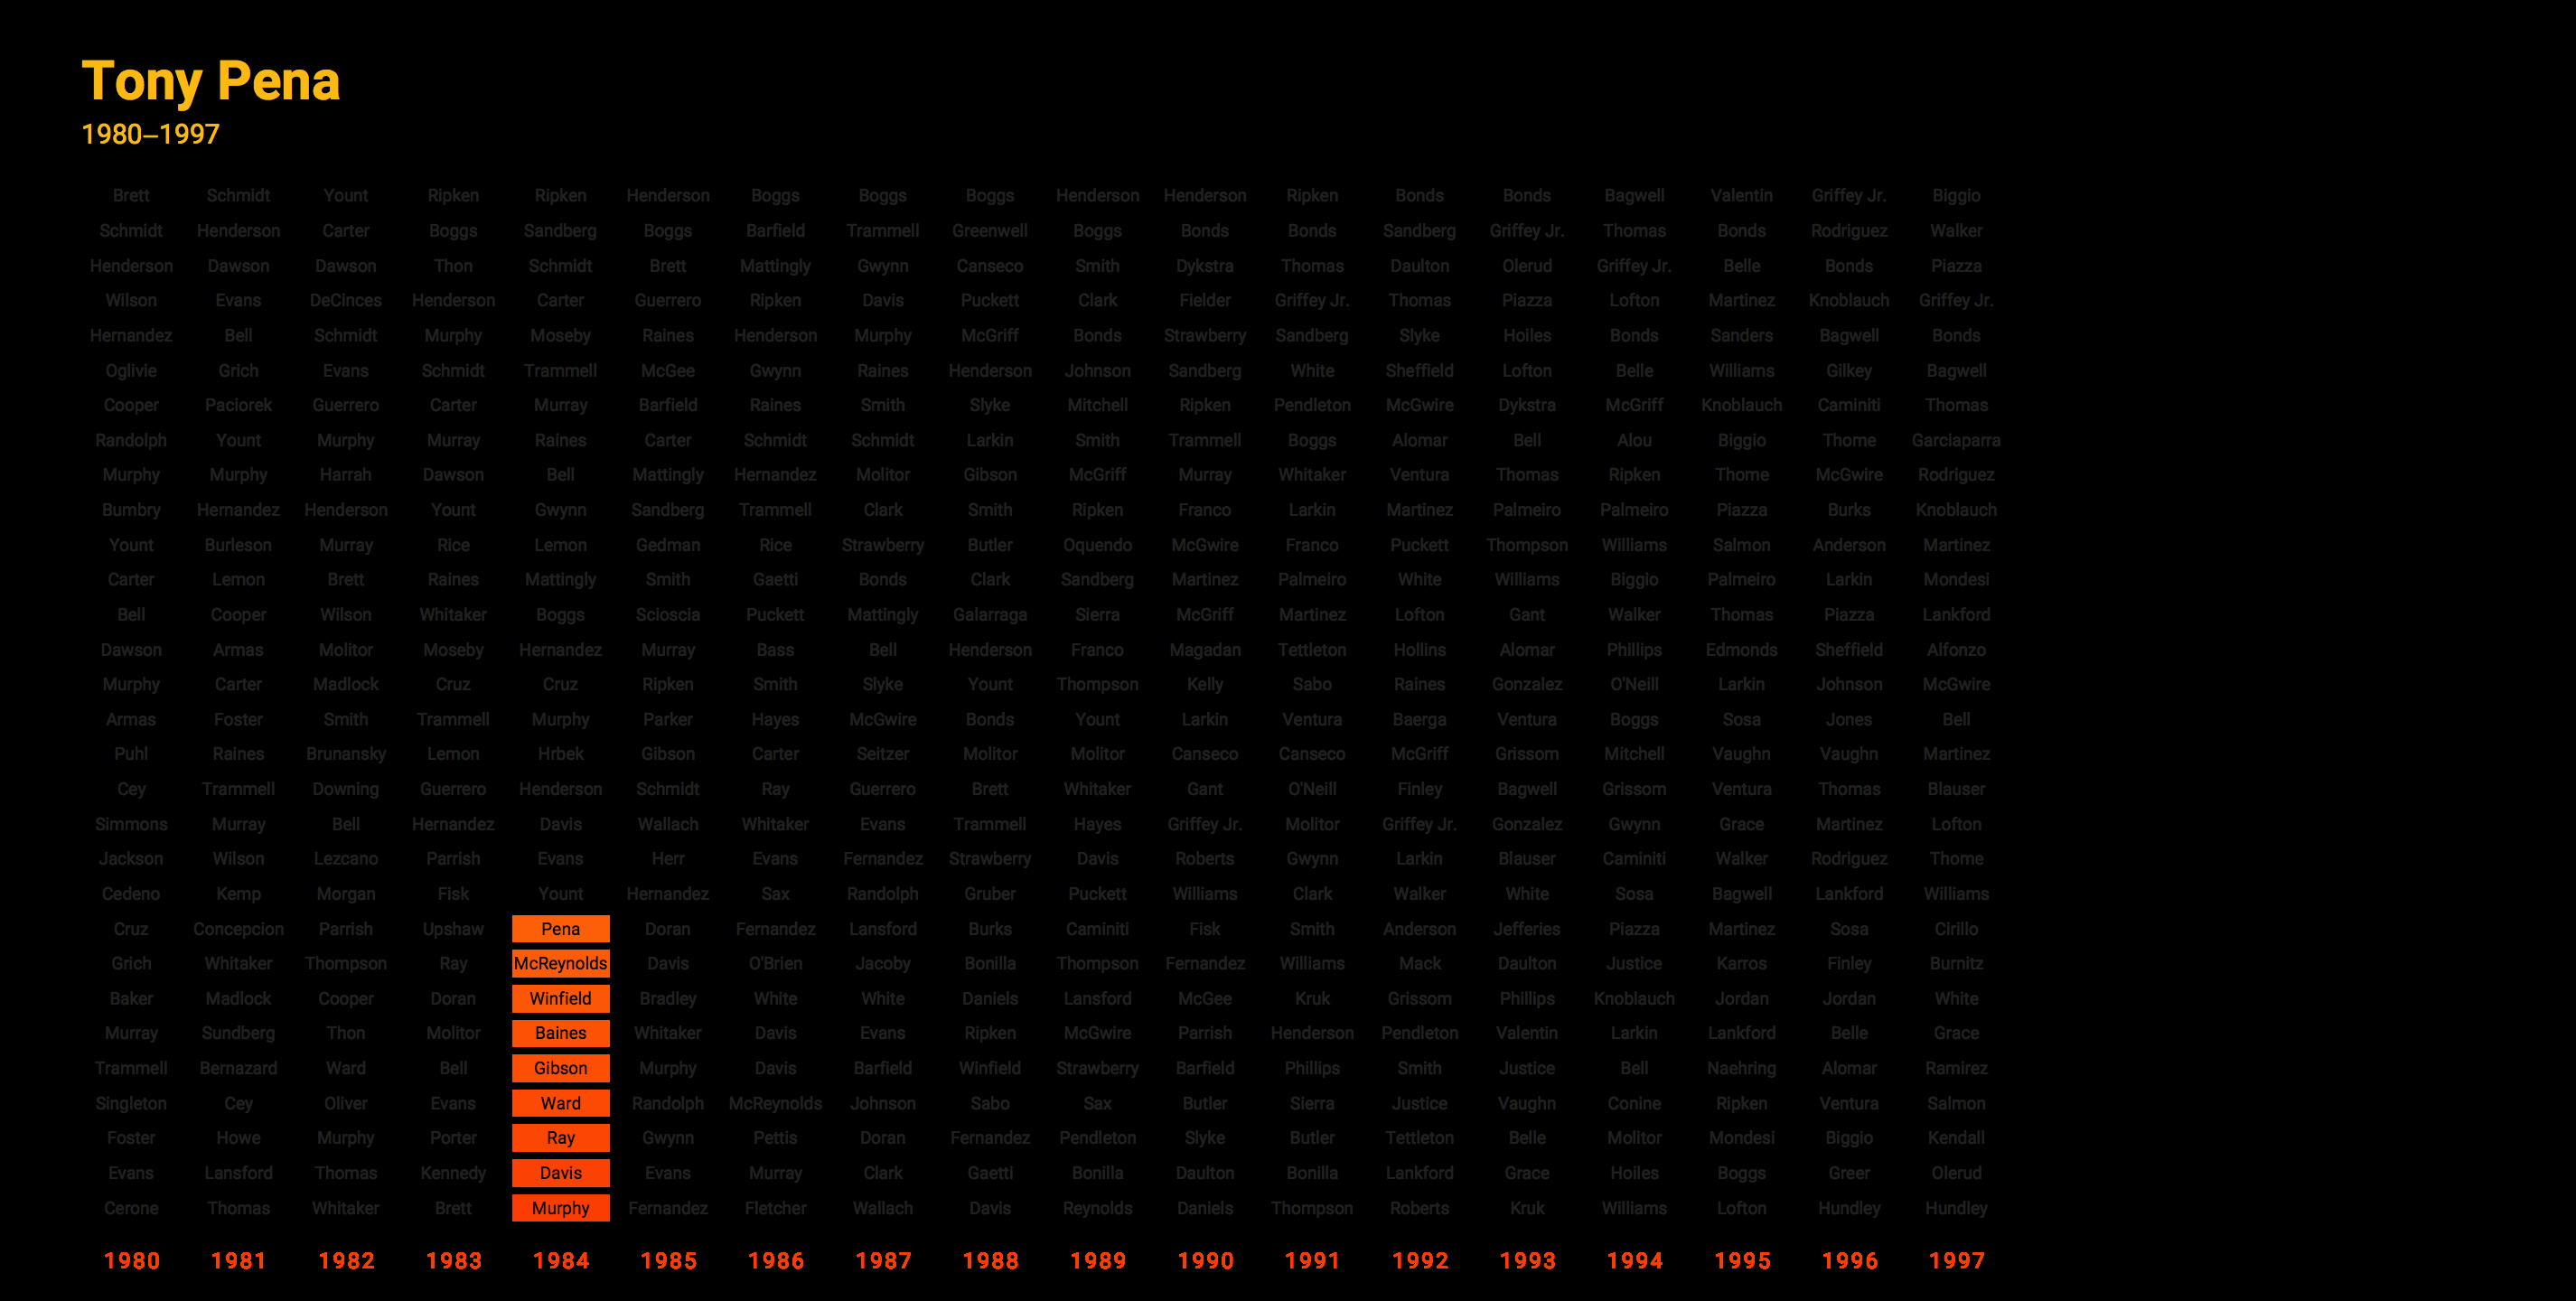 Tony Pena
1980–1997
Brett Schmidt Yount Ripken Ripken Henderson Boggs Boggs Boggs Henderson Henderson Ripken Bonds Bonds Bagwell Valentin Griffey Jr. Biggio
Schmidt Henderson Carter Boggs Sandberg Boggs Barfield Trammell Greenwell Boggs Bonds Bonds Sandberg Griffey Jr. Thomas Bonds Rodriguez Walker
Henderson Dawson Dawson Thon Schmidt Brett Mattingly Gwynn Canseco Smith Dykstra Thomas Daulton Olerud Griffey Jr. Belle Bonds Piazza
Wilson Evans DeCinces Henderson Carter Guerrero Ripken Davis Puckett Clark Fielder Griffey Jr. Thomas Piazza Lofton Martinez Knoblauch Griffey Jr.
Hernandez Bell Schmidt Murphy Moseby Raines Henderson Murphy McGriff Bonds Strawberry Sandberg Slyke Hoiles Bonds Sanders Bagwell Bonds
Oglivie Grich Evans Schmidt Trammell McGee Gwynn Raines Henderson Johnson Sandberg White Sheffield Lofton Belle Williams Gilkey Bagwell
Cooper Paciorek Guerrero Carter Murray Barfield Raines Smith Slyke Mitchell Ripken Pendleton McGwire Dykstra McGriff Knoblauch Caminiti Thomas
Randolph Yount Murphy Murray Raines Carter Schmidt Schmidt Larkin Smith Trammell Boggs Alomar Bell Alou Biggio Thome Garciaparra
Murphy Murphy Harrah Dawson Bell Mattingly Hernandez Molitor Gibson McGriff Murray Whitaker Ventura Thomas Ripken Thome McGwire Rodriguez
Bumbry Hernandez Henderson Yount Gwynn Sandberg Trammell Clark Smith Ripken Franco Larkin Martinez Palmeiro Palmeiro Piazza Burks Knoblauch
Yount Burleson Murray Rice Lemon Gedman Rice Strawberry Butler Oquendo McGwire Franco Puckett Thompson Williams Salmon Anderson Martinez
Carter Lemon Brett Raines Mattingly Smith Gaetti Bonds Clark Sandberg Martinez Palmeiro White Williams Biggio Palmeiro Larkin Mondesi
Bell Cooper Wilson Whitaker Boggs Scioscia Puckett Mattingly Galarraga Sierra McGriff Martinez Lofton Gant Walker Thomas Piazza Lankford
Dawson Armas Molitor Moseby Hernandez Murray Bass Bell Henderson Franco Magadan Tettleton Hollins Alomar Phillips Edmonds Sheffield Alfonzo
Murphy Carter Madlock Cruz Cruz Ripken Smith Slyke Yount Thompson Kelly Sabo Raines Gonzalez O'Neill Larkin Johnson McGwire
Armas Foster Smith Trammell Murphy Parker Hayes McGwire Bonds Yount Larkin Ventura Baerga Ventura Boggs Sosa Jones Bell
Puhl Raines Brunansky Lemon Hrbek Gibson Carter Seitzer Molitor Molitor Canseco Canseco McGriff Grissom Mitchell Vaughn Vaughn Martinez
Cey Trammell Downing Guerrero Henderson Schmidt Ray Guerrero Brett Whitaker Gant O'Neill Finley Bagwell Grissom Ventura Thomas Blauser
Simmons Murray Bell Hernandez Davis Wallach Whitaker Evans Trammell Hayes Griffey Jr. Molitor Griffey Jr. Gonzalez Gwynn Grace Martinez Lofton
Jackson Wilson Lezcano Parrish Evans Herr Evans Fernandez Strawberry Davis Roberts Gwynn Larkin Blauser Caminiti Walker Rodriguez Thome
Cedeno Kemp Morgan Fisk Yount Hernandez Sax Randolph Gruber Puckett Williams Clark Walker White Sosa Bagwell Lankford Williams
Cruz Concepcion Parrish Upshaw Pena Doran Fernandez Lansford Burks Caminiti Fisk Smith Anderson Jefferies Piazza Martinez Sosa Cirillo
Grich Whitaker Thompson Ray McReynolds Davis O'Brien Jacoby Bonilla Thompson Fernandez Williams Mack Daulton Justice Karros Finley Burnitz
Baker Madlock Cooper Doran Winfield Bradley White White Daniels Lansford McGee Kruk Grissom Phillips Knoblauch Jordan Jordan White
Murray Sundberg Thon Molitor Baines Whitaker Davis Evans Ripken McGwire Parrish Henderson Pendleton Valentin Larkin Lankford Belle Grace
Trammell Bernazard Ward Bell Gibson Murphy Davis Barfield Winfield Strawberry Barfield Phillips Smith Justice Bell Naehring Alomar Ramirez
Singleton Cey Oliver Evans Ward Randolph McReynolds Johnson Sabo Sax Butler Sierra Justice Vaughn Conine Ripken Ventura Salmon
Foster Howe Murphy Porter Ray Gwynn Pettis Doran Fernandez Pendleton Slyke Butler Tettleton Belle Molitor Mondesi Biggio Kendall
Evans Lansford Thomas Kennedy Davis Evans Murray Clark Gaetti Bonilla Daulton Bonilla Lankford Grace Hoiles Boggs Greer Olerud
Cerone Thomas Whitaker Brett Murphy Fernandez Fletcher Wallach Davis Reynolds Daniels Thompson Roberts Kruk Williams Lofton Hundley Hundley
1980 1981 1982 1983 1984 1985 1986 1987 1988 1989 1990 1991 1992 1993 1994 1995 1996 1997